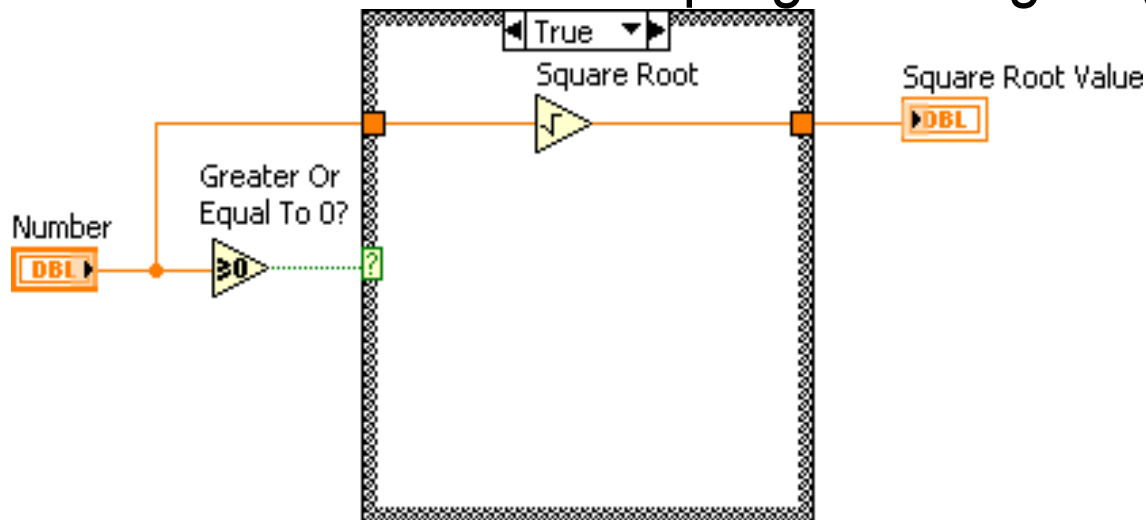 True
Square Root
Square Root Value
DBL
Greater Or
Equal To 0?
Number
DBL
≥0
?